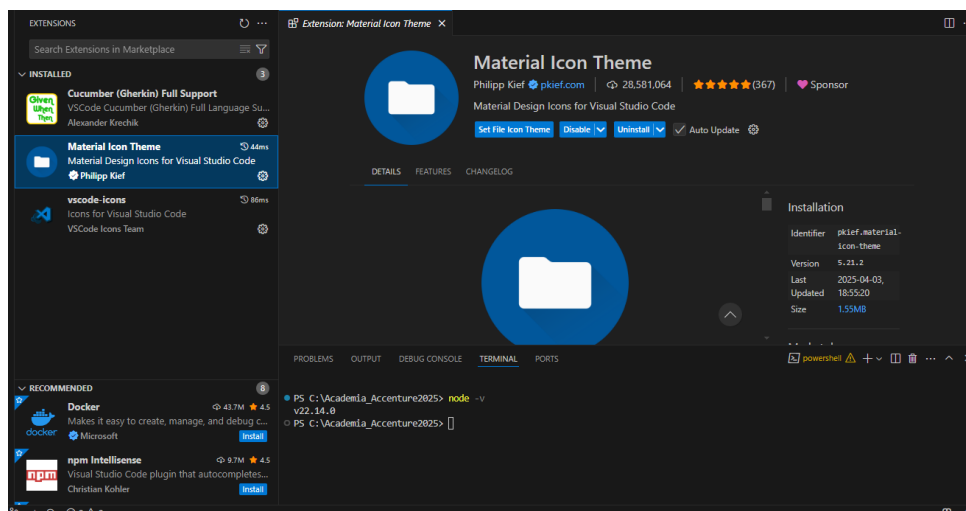 EXTENSIONS
Search Extensions in Marketplace
INSTALLED 3
Given When Then
Cucumber (Gherkin) Full Support
VSCode Cucumber (Gherkin) Full Language Su...
Alexander Krechik
Material Icon Theme 44ms
Material Design Icons for Visual Studio Code
Philipp Kief
vscode-icons 86ms
Icons for Visual Studio Code
VSCode Icons Team
RECOMMENDED 8
docker
Docker 43.7M 4.5
Makes it easy to create, manage, and debug c...
Microsoft Install
npm
npm Intellisense 9.7M 4.5
Visual Studio Code plugin that autocompletes...
Christian Kohler Install
Extension: Material Icon Theme
Material Icon Theme
Philipp Kief pkief.com 28,581,064 (367) Sponsor
Material Design Icons for Visual Studio Code
Set File Icon Theme Disable Uninstall Auto Update
DETAILS FEATURES CHANGELOG
Installation
Identifier pkief.material-icon-theme
Version 5.21.2
Last Updated 2025-04-03, 18:55:20
Size 1.55MB
PROBLEMS OUTPUT DEBUG CONSOLE TERMINAL PORTS
powershell
PS C:\Academia_Accenture2025> node -v
v22.14.0
PS C:\Academia_Accenture2025>